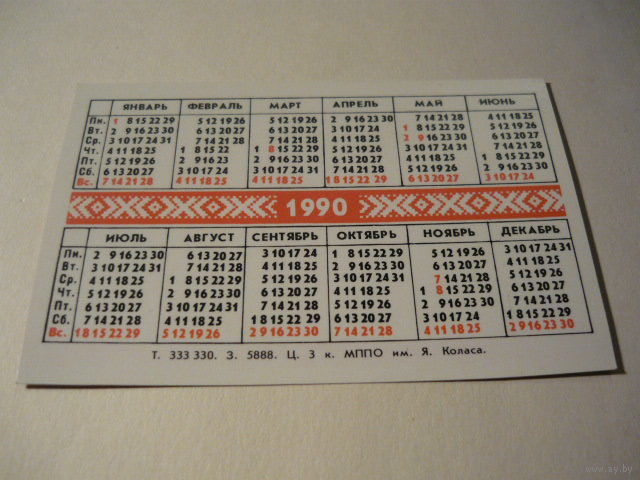 ЯНВАРЬ ФЕВРАЛЬ МАРТ АПРЕЛЬ МАЙ ИЮНЬ
Пн. 1 8 15 22 29 5 12 19 26 5 12 19 26 2 9 16 23 30 7 14 21 28 4 11 18 25
Вт. 2 9 16 23 30 6 13 20 27 6 13 20 27 3 10 17 24 1 8 15 22 29 5 12 19 26
Ср. 3 10 17 24 31 7 14 21 28 7 14 21 28 4 11 18 25 2 9 16 23 30 6 13 20 27
Чт. 4 11 18 25 1 8 15 22 1 8 15 22 29 5 12 19 26 3 10 17 24 31 7 14 21 28
Пт. 5 12 19 26 2 9 16 23 2 9 16 23 30 6 13 20 27 4 11 18 25 1 8 15 22 29
Сб. 6 13 20 27 3 10 17 24 3 10 17 24 31 7 14 21 28 5 12 19 26 2 9 16 23 30
Вс. 7 14 21 28 4 11 18 25 4 11 18 25 1 8 15 22 29 6 13 20 27 3 10 17 24
1990
ИЮЛЬ АВГУСТ СЕНТЯБРЬ ОКТЯБРЬ НОЯБРЬ ДЕКАБРЬ
Пн. 2 9 16 23 30 6 13 20 27 3 10 17 24 1 8 15 22 29 5 12 19 26 3 10 17 24 31
Вт. 3 10 17 24 31 7 14 21 28 4 11 18 25 2 9 16 23 30 6 13 20 27 4 11 18 25
Ср. 4 11 18 25 1 8 15 22 29 5 12 19 26 3 10 17 24 31 7 14 21 28 5 12 19 26
Чт. 5 12 19 26 2 9 16 23 30 6 13 20 27 4 11 18 25 1 8 15 22 29 6 13 20 27
Пт. 6 13 20 27 3 10 17 24 31 7 14 21 28 5 12 19 26 2 9 16 23 30 7 14 21 28
Сб. 7 14 21 28 4 11 18 25 1 8 15 22 29 6 13 20 27 3 10 17 24 1 8 15 22 29
Вс. 1 8 15 22 29 5 12 19 26 2 9 16 23 30 7 14 21 28 4 11 18 25 2 9 16 23 30
Т. 333 330. З. 5888. Ц. 3 к. МППО им. Я. Коласа.
www.ay.by